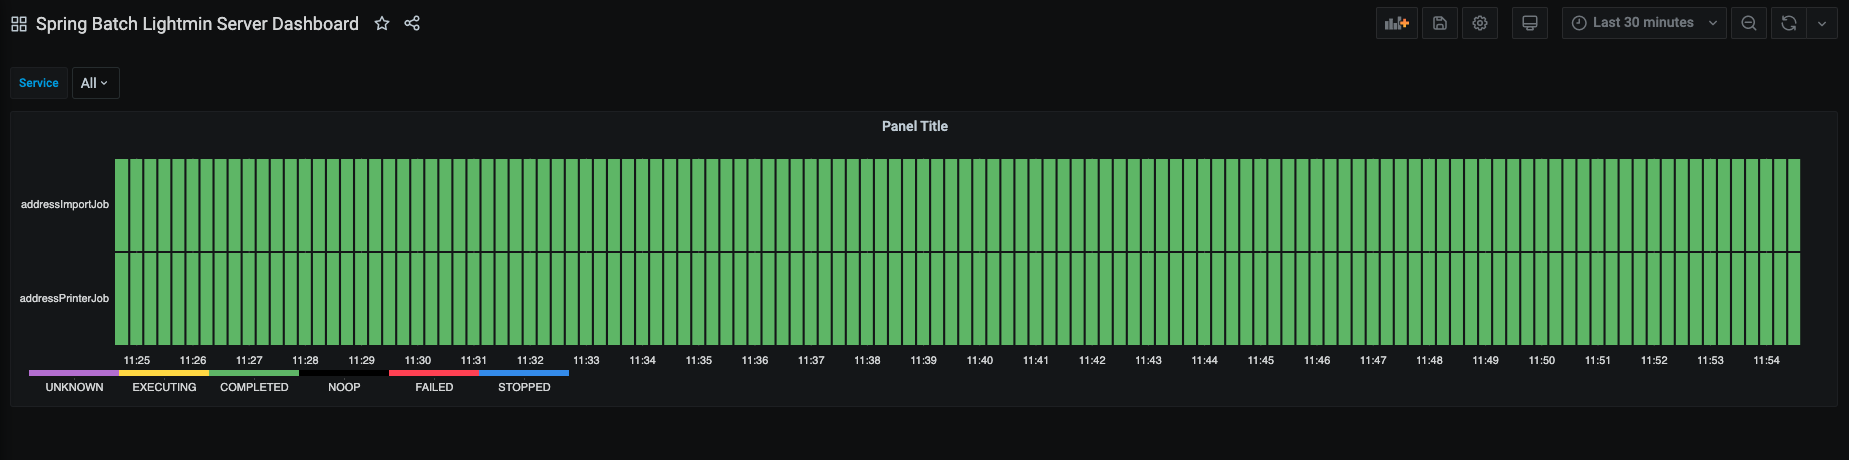 Spring Batch Lightmin Server Dashboard
Last 30 minutes
Service All
Panel Title
addressImportJob
addressPrinterJob
11:25 11:26 11:27 11:28 11:29 11:30 11:31 11:32 11:33 11:34 11:35 11:36 11:37 11:38 11:39 11:40 11:41 11:42 11:43 11:44 11:45 11:46 11:47 11:48 11:49 11:50 11:51 11:52 11:53 11:54
UNKNOWN EXECUTING COMPLETED NOOP FAILED STOPPED